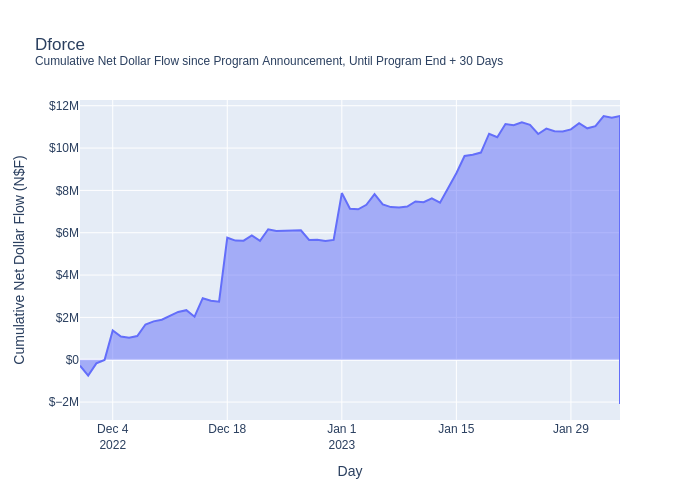 Dforce
Cumulative Net Dollar Flow since Program Announcement, Until Program End + 30 Days
Cumulative Net Dollar Flow (N$F)
$12M
$10M
$8M
$6M
$4M
$2M
$0
$−2M
Dec 4
2022
Dec 18
Jan 1
2023
Jan 15
Jan 29
Day